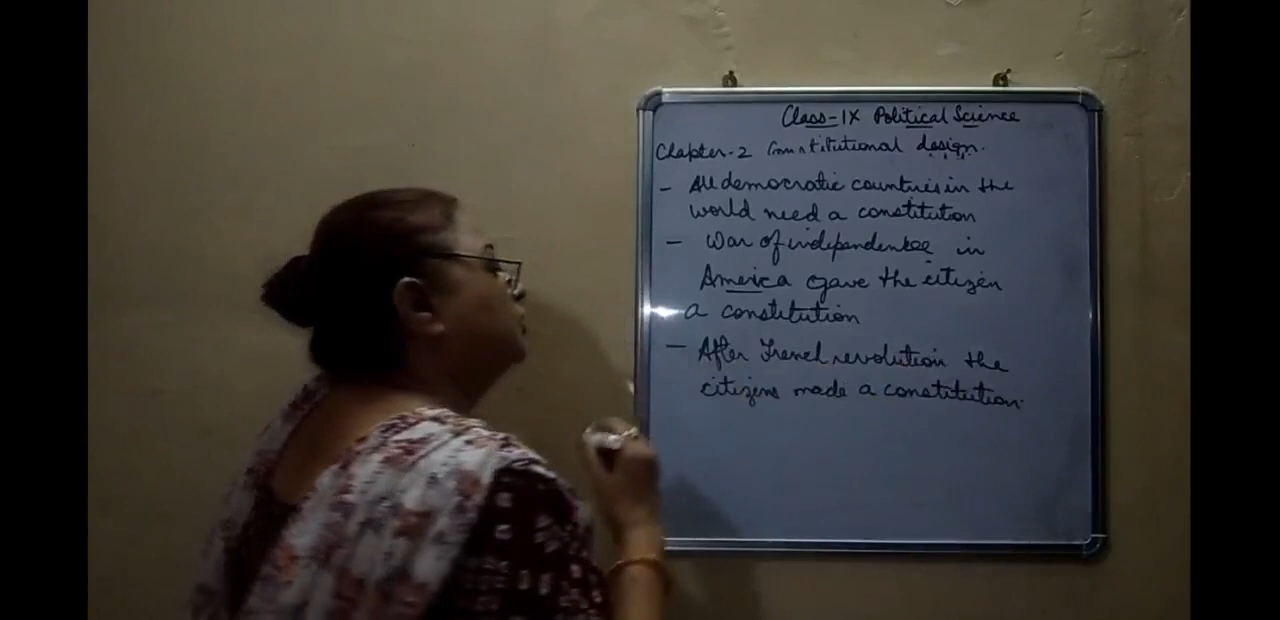 Class-IX Political Science
Chapter-2 Constitutional design.
- All democratic countries in the
world need a constitution
- War of independence in
America gave the citizen
a constitution
- After French revolution the
citizens made a constitution.